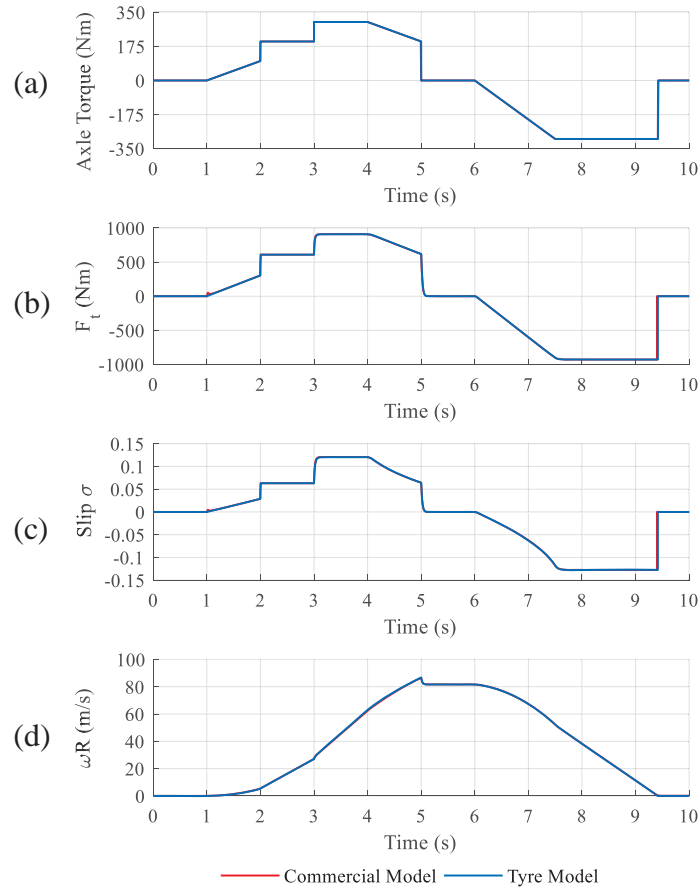 (a)
Axle Torque (Nm)
350
175
0
-175
-350
0 1 2 3 4 5 6 7 8 9 10
Time (s)
(b)
F_t (Nm)
1000
500
0
-500
-1000
0 1 2 3 4 5 6 7 8 9 10
Time (s)
(c)
Slip σ
0.15
0.1
0.05
0
-0.05
-0.1
-0.15
0 1 2 3 4 5 6 7 8 9 10
Time (s)
(d)
ωR (m/s)
100
80
60
40
20
0
0 1 2 3 4 5 6 7 8 9 10
Time (s)
Commercial Model Tyre Model